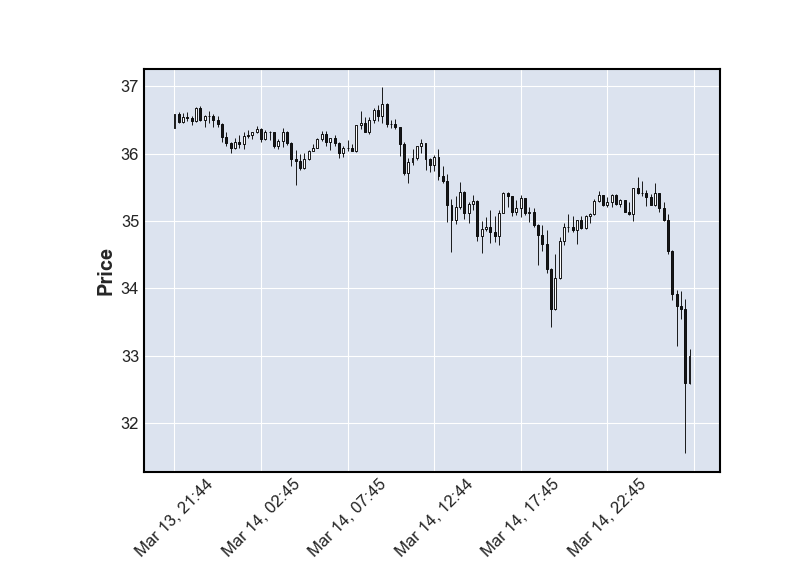 37
36
35
34
33
32
Price
Mar 13, 21:44
Mar 14, 02:45
Mar 14, 07:45
Mar 14, 12:44
Mar 14, 17:45
Mar 14, 22:45